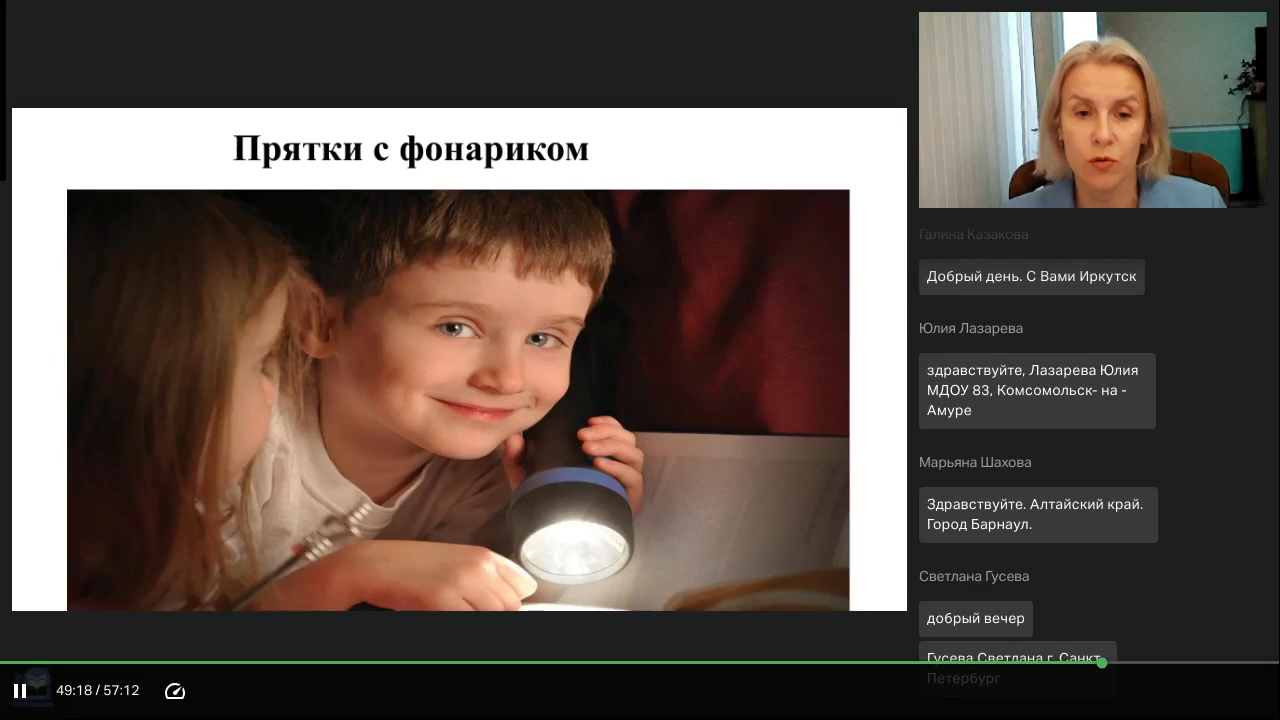 Прятки с фонариком
Галина Казакова
Добрый день. С Вами Иркутск
Юлия Лазарева
здравствуйте, Лазарева Юлия
МДОУ 83, Комсомольск- на -
Амуре
Марьяна Шахова
Здравствуйте. Алтайский край.
Город Барнаул.
Светлана Гусева
добрый вечер
Гусева Светлана г. Санкт-
Петербург
49:18 / 57:12